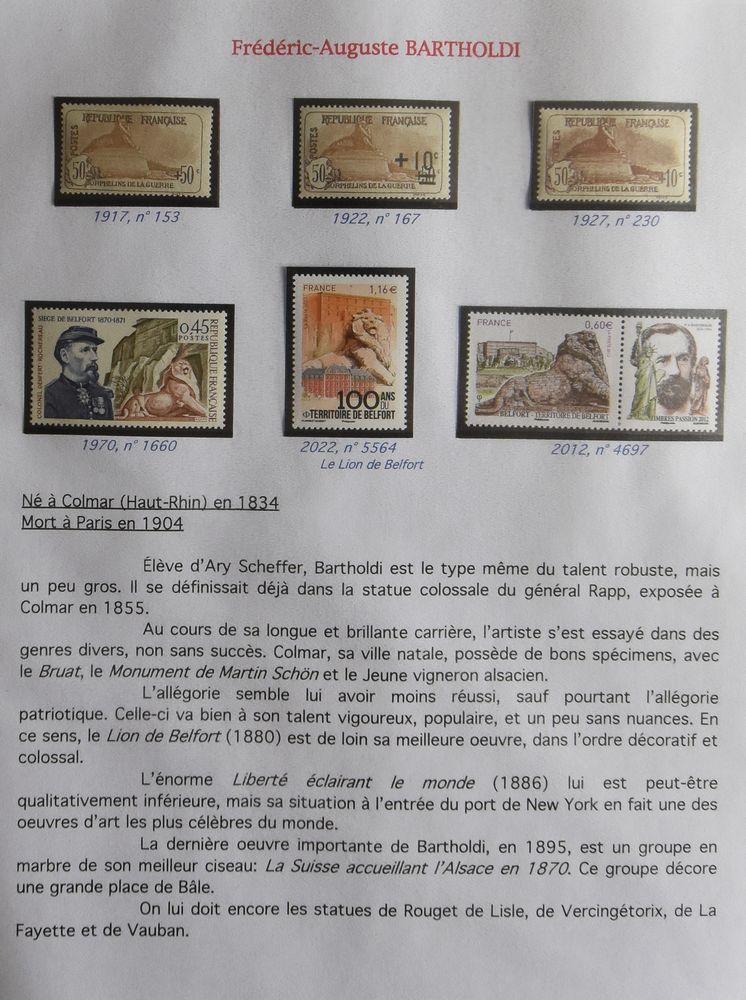 Frédéric-Auguste BARTHOLDI
REPUBLIQUE FRANÇAISE
POSTES
50c +50c
ORPHELINS DE LA GUERRE
1917, n° 153
REPUBLIQUE FRANÇAISE
POSTES
50c +10c
ORPHELINS DE LA GUERRE
1922, n° 167
REPUBLIQUE FRANÇAISE
POSTES
50c +10c
ORPHELINS DE LA GUERRE
1927, n° 230
SIEGE DE BELFORT 1870-1871
0,45
POSTES
REPUBLIQUE FRANÇAISE
COLONEL DENFERT-ROCHEREAU
1970, n° 1660
FRANCE 1,16€
100 ANS
DU
TERRITOIRE DE BELFORT
2022, n° 5564
Le Lion de Belfort
FRANCE 0,60€
BELFORT - TERRITOIRE DE BELFORT
TIMBRES PASSION 2012
2012, n° 4697
Né à Colmar (Haut-Rhin) en 1834
Mort à Paris en 1904
Élève d'Ary Scheffer, Bartholdi est le type même du talent robuste, mais
un peu gros. Il se définissait déjà dans la statue colossale du général Rapp, exposée à
Colmar en 1855.
Au cours de sa longue et brillante carrière, l'artiste s'est essayé dans des
genres divers, non sans succès. Colmar, sa ville natale, possède de bons spécimens, avec
le Bruat, le Monument de Martin Schön et le Jeune vigneron alsacien.
L'allégorie semble lui avoir moins réussi, sauf pourtant l'allégorie
patriotique. Celle-ci va bien à son talent vigoureux, populaire, et un peu sans nuances. En
ce sens, le Lion de Belfort (1880) est de loin sa meilleure oeuvre, dans l'ordre décoratif et
colossal.
L'énorme Liberté éclairant le monde (1886) lui est peut-être
qualitativement inférieure, mais sa situation à l'entrée du port de New York en fait une des
oeuvres d'art les plus célèbres du monde.
La dernière oeuvre importante de Bartholdi, en 1895, est un groupe en
marbre de son meilleur ciseau: La Suisse accueillant l'Alsace en 1870. Ce groupe décore
une grande place de Bâle.
On lui doit encore les statues de Rouget de Lisle, de Vercingétorix, de La
Fayette et de Vauban.